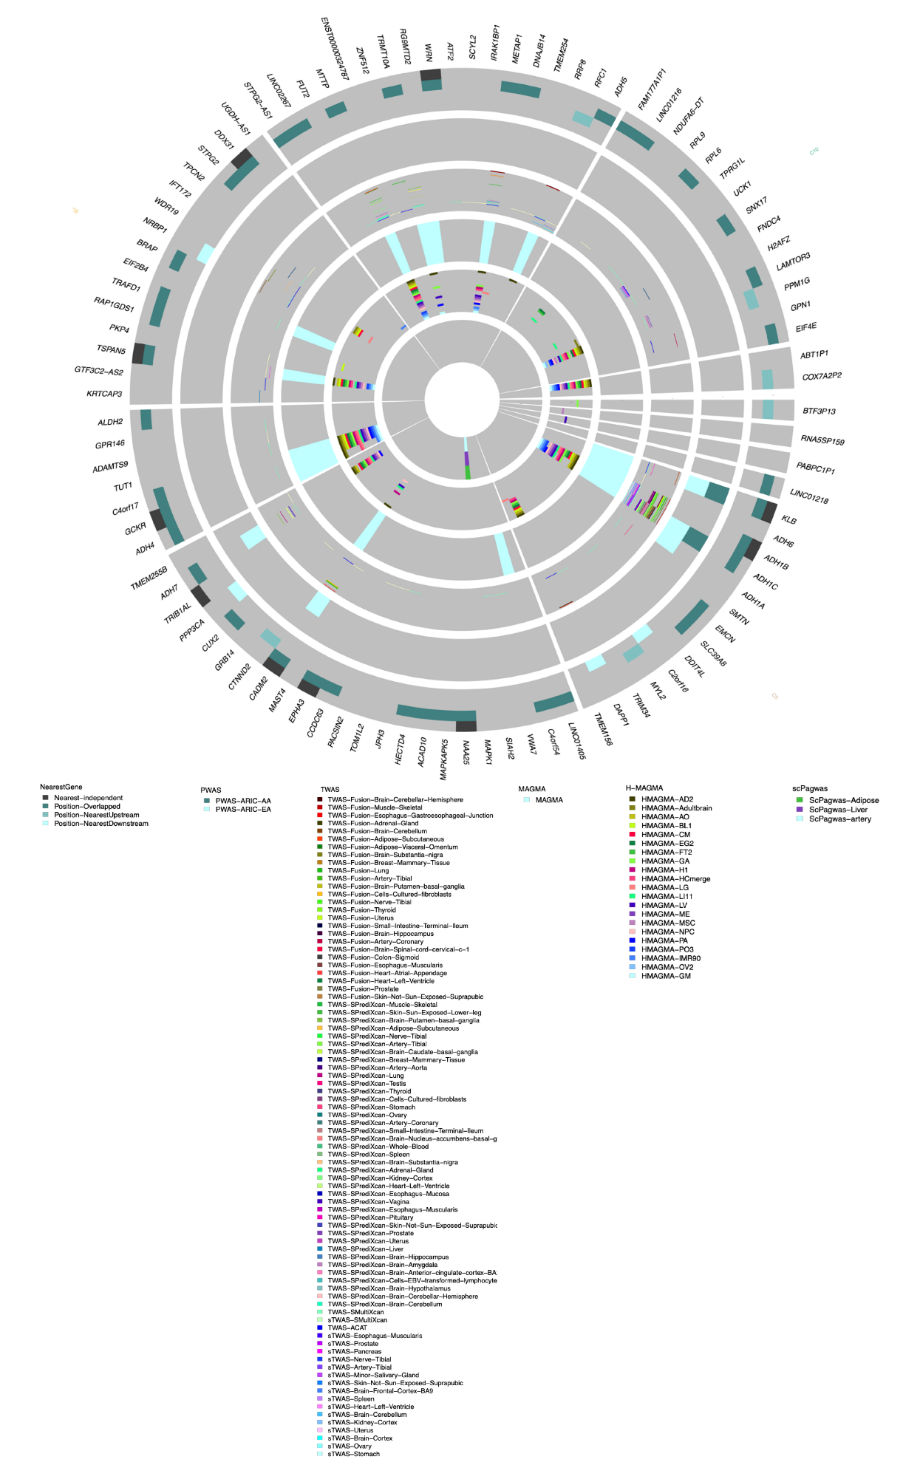 ENST00000324787
ZNF512
TRMT10A
RG9MTD2
WRN
ATF2
SCYL2
IRAK1BP1
METAP1
DNAJB14
TMEM254
RRP8
RPC1
ADH5
FAM177A1P1
LINC01216
NDUFA5-DT
RPL9
RPL6
TPRG1L
UCK1
SNX17
FNDC4
H2AFZ
LAMTOR3
PPM1G
GPN1
EIF4E
ABT1P1
COX7A2P2
BTF3P13
RNA5SP159
PABPC1P1
LINC01218
KLB
ADH6
ADH1B
ADH1C
ADH1A
SMTN
EMCN
SLC39A8
DDIT4L
C2orf16
MYL2
TRIM34
DAPP1
TMEM156
LINC01405
C4orf54
VWA7
SIAH2
MAPK1
NAA25
MAPKAPK5
ACAD10
HECTD4
JPH3
TOM1L2
PACSIN2
CCDC63
EPHA3
MAST4
CADM2
CTNND2
GRB14
CUX2
PPP3CA
TRIB1AL
ADH7
TMEM255B
ADH4
GCKR
C4orf17
TUT1
ADAMTS9
GPR146
ALDH2
KRTCAP3
GTF3C2-AS2
TSPAN5
PKP4
RAP1GDS1
TRAFD1
EIF2B4
BRAP
NRBP1
WDR19
IFT172
TPCN2
STPG2
DDX31
UGDH-AS1
STPG2-AS1
LINC02267
FUT2
MTTP
NearestGene
Nearest-independent
Position-Overlapped
Position-NearestUpstream
Position-NearestDownstream
PWAS
PWAS-ARIC-AA
PWAS-ARIC-EA
TWAS
TWAS-Fusion-Brain-Cerebellar-Hemisphere
TWAS-Fusion-Muscle-Skeletal
TWAS-Fusion-Esophagus-Gastroesophageal-Junction
TWAS-Fusion-Adrenal-Gland
TWAS-Fusion-Brain-Cerebellum
TWAS-Fusion-Adipose-Subcutaneous
TWAS-Fusion-Adipose-Visceral-Omentum
TWAS-Fusion-Brain-Substantia-nigra
TWAS-Fusion-Breast-Mammary-Tissue
TWAS-Fusion-Lung
TWAS-Fusion-Artery-Tibial
TWAS-Fusion-Brain-Putamen-basal-ganglia
TWAS-Fusion-Cells-Cultured-fibroblasts
TWAS-Fusion-Nerve-Tibial
TWAS-Fusion-Thyroid
TWAS-Fusion-Uterus
TWAS-Fusion-Small-Intestine-Terminal-Ileum
TWAS-Fusion-Brain-Hippocampus
TWAS-Fusion-Artery-Coronary
TWAS-Fusion-Brain-Spinal-cord-cervical-c-1
TWAS-Fusion-Colon-Sigmoid
TWAS-Fusion-Esophagus-Muscularis
TWAS-Fusion-Heart-Atrial-Appendage
TWAS-Fusion-Heart-Left-Ventricle
TWAS-Fusion-Prostate
TWAS-Fusion-Skin-Not-Sun-Exposed-Suprapubic
TWAS-SPrediXcan-Muscle-Skeletal
TWAS-SPrediXcan-Skin-Sun-Exposed-Lower-leg
TWAS-SPrediXcan-Brain-Putamen-basal-ganglia
TWAS-SPrediXcan-Adipose-Subcutaneous
TWAS-SPrediXcan-Nerve-Tibial
TWAS-SPrediXcan-Artery-Tibial
TWAS-SPrediXcan-Brain-Caudate-basal-ganglia
TWAS-SPrediXcan-Breast-Mammary-Tissue
TWAS-SPrediXcan-Artery-Aorta
TWAS-SPrediXcan-Lung
TWAS-SPrediXcan-Testis
TWAS-SPrediXcan-Thyroid
TWAS-SPrediXcan-Cells-Cultured-fibroblasts
TWAS-SPrediXcan-Stomach
TWAS-SPrediXcan-Ovary
TWAS-SPrediXcan-Artery-Coronary
TWAS-SPrediXcan-Small-Intestine-Terminal-Ileum
TWAS-SPrediXcan-Brain-Nucleus-accumbens-basal-g
TWAS-SPrediXcan-Whole-Blood
TWAS-SPrediXcan-Spleen
TWAS-SPrediXcan-Brain-Substantia-nigra
TWAS-SPrediXcan-Adrenal-Gland
TWAS-SPrediXcan-Kidney-Cortex
TWAS-SPrediXcan-Heart-Left-Ventricle
TWAS-SPrediXcan-Esophagus-Mucosa
TWAS-SPrediXcan-Vagina
TWAS-SPrediXcan-Esophagus-Muscularis
TWAS-SPrediXcan-Pituitary
TWAS-SPrediXcan-Skin-Not-Sun-Exposed-Suprapubic
TWAS-SPrediXcan-Prostate
TWAS-SPrediXcan-Uterus
TWAS-SPrediXcan-Liver
TWAS-SPrediXcan-Brain-Hippocampus
TWAS-SPrediXcan-Brain-Amygdala
TWAS-SPrediXcan-Brain-Anterior-cingulate-cortex-BA
TWAS-SPrediXcan-Cells-EBV-transformed-lymphocyte
TWAS-SPrediXcan-Brain-Hypothalamus
TWAS-SPrediXcan-Brain-Cerebellar-Hemisphere
TWAS-SPrediXcan-Brain-Cerebellum
TWAS-SMultiXcan
sTWAS-SMultiXcan
TWAS-ACAT
sTWAS-Esophagus-Muscularis
sTWAS-Prostate
sTWAS-Pancreas
sTWAS-Nerve-Tibial
sTWAS-Artery-Tibial
sTWAS-Minor-Salivary-Gland
sTWAS-Skin-Not-Sun-Exposed-Suprapubic
sTWAS-Brain-Frontal-Cortex-BA9
sTWAS-Spleen
sTWAS-Heart-Left-Ventricle
sTWAS-Brain-Cerebellum
sTWAS-Kidney-Cortex
sTWAS-Uterus
sTWAS-Brain-Cortex
sTWAS-Ovary
sTWAS-Stomach
MAGMA
MAGMA
H-MAGMA
HMAGMA-AD2
HMAGMA-Adultbrain
HMAGMA-AO
HMAGMA-BL1
HMAGMA-CM
HMAGMA-EG2
HMAGMA-FT2
HMAGMA-GA
HMAGMA-H1
HMAGMA-HCmerge
HMAGMA-LG
HMAGMA-LI11
HMAGMA-LV
HMAGMA-ME
HMAGMA-MSC
HMAGMA-NPC
HMAGMA-PA
HMAGMA-PO3
HMAGMA-IMR90
HMAGMA-OV2
HMAGMA-GM
scPagwas
ScPagwas-Adipose
ScPagwas-Liver
ScPagwas-artery